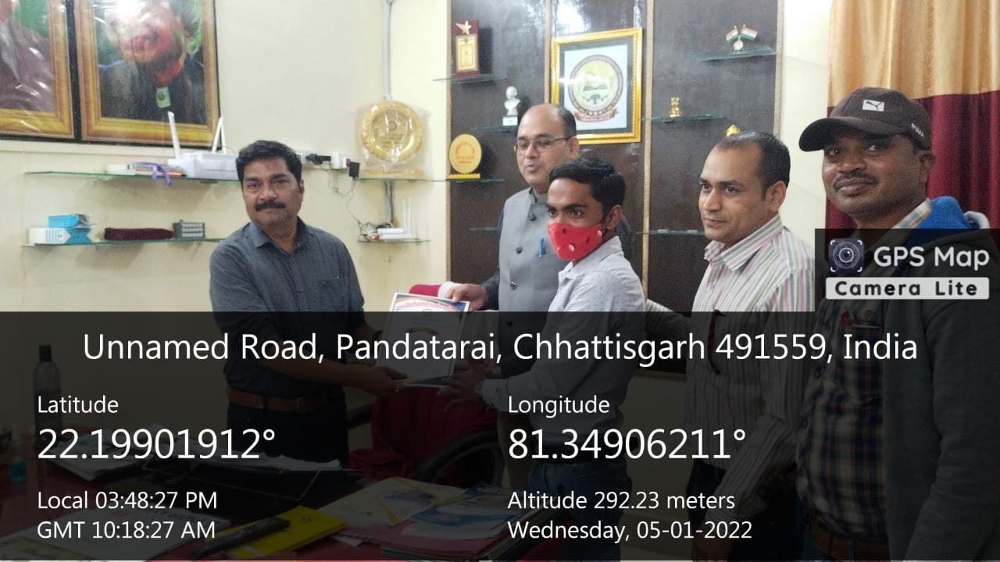 GPS Map
Camera Lite
Unnamed Road, Pandatarai, Chhattisgarh 491559, India
Latitude
22.19901912°
Longitude
81.34906211°
Local 03:48:27 PM
GMT 10:18:27 AM
Altitude 292.23 meters
Wednesday, 05-01-2022